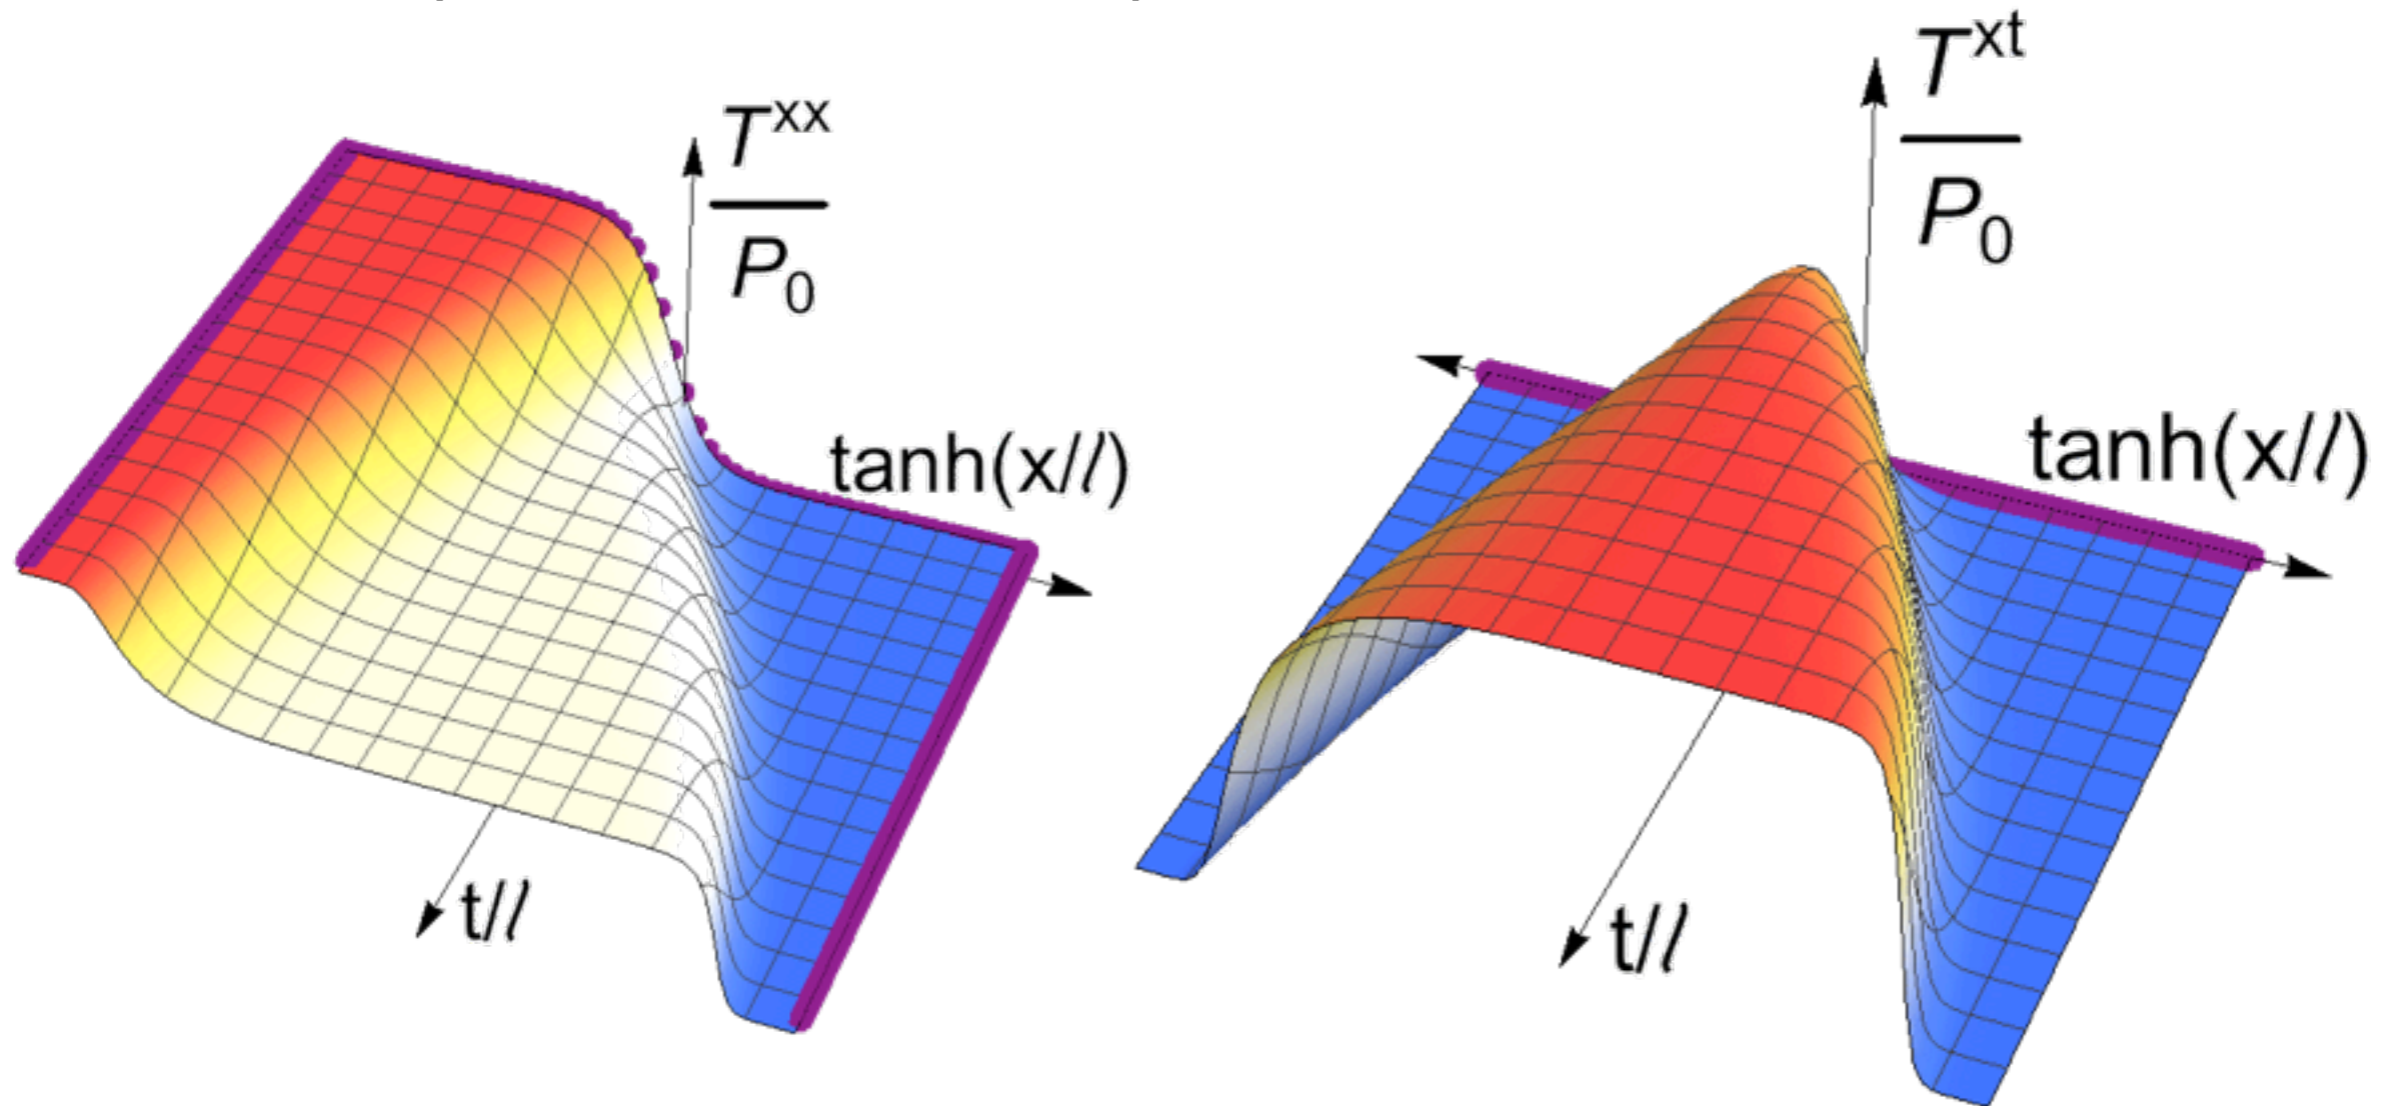 T^xx
P_0
tanh(x/l)
t/l
T^xt
P_0
tanh(x/l)
t/l